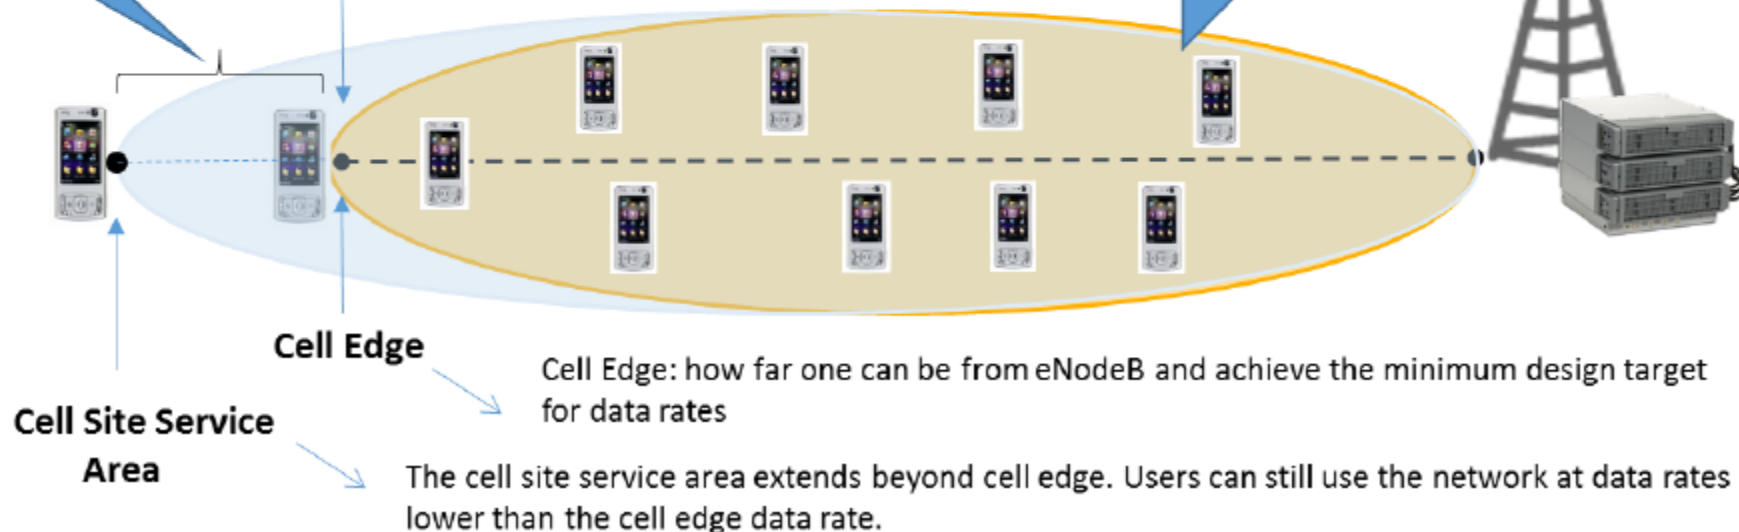 Cell Edge
Cell Edge: how far one can be from eNodeB and achieve the minimum design target
for data rates
Cell Site Service
Area
The cell site service area extends beyond cell edge. Users can still use the network at data rates
lower than the cell edge data rate.